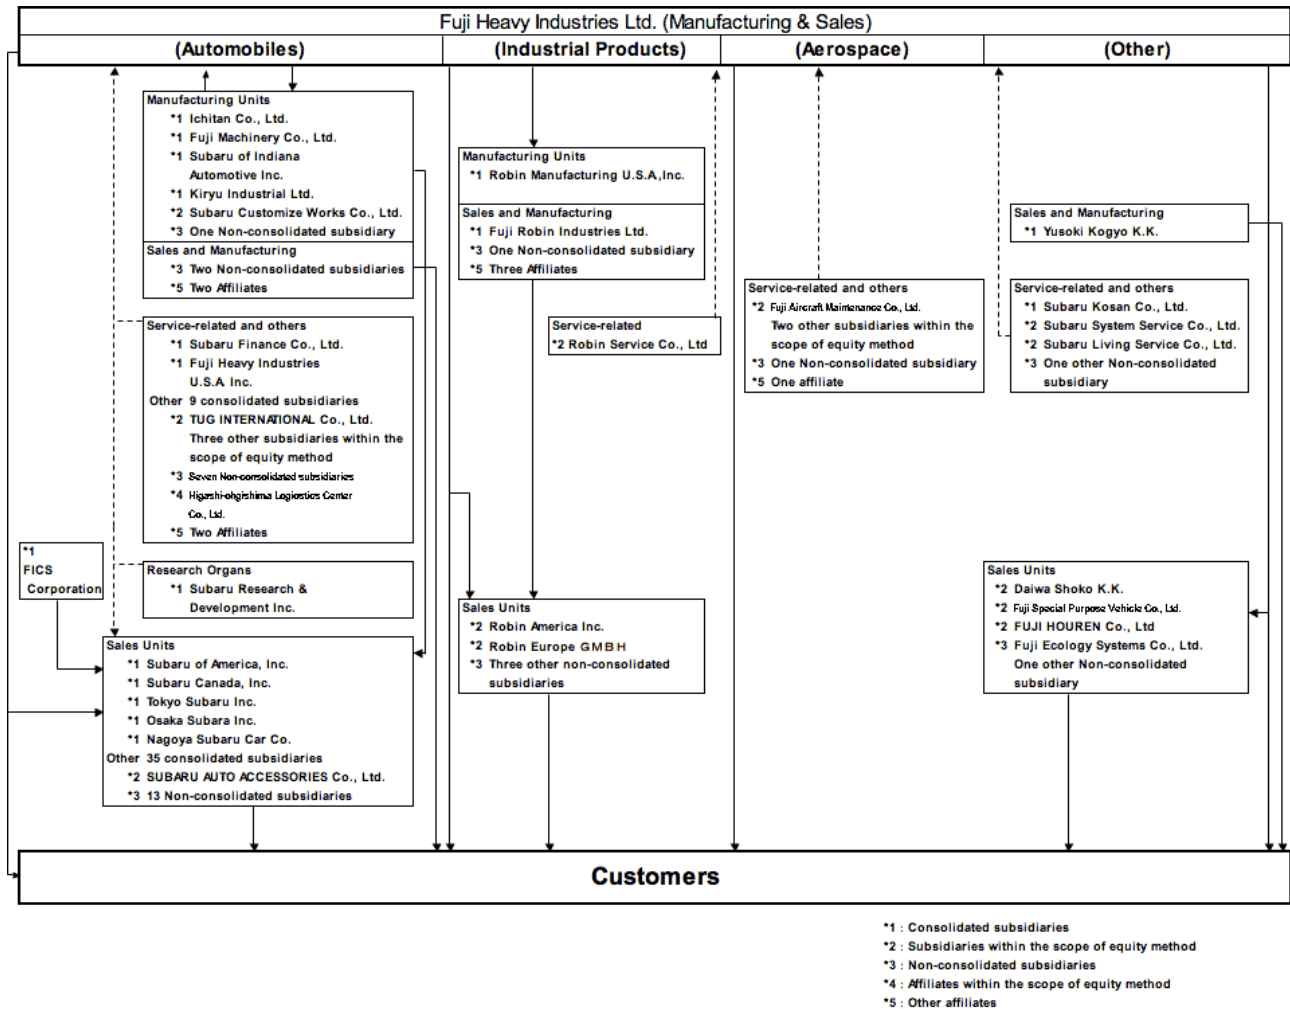 Fuji Heavy Industries Ltd. (Manufacturing & Sales)
(Automobiles)
(Industrial Products)
(Aerospace)
(Other)
Manufacturing Units
*1 Ichitan Co., Ltd.
*1 Fuji Machinery Co., Ltd.
*1 Subaru of Indiana
Automotive Inc.
*1 Kiryu Industrial Ltd.
*2 Subaru Customize Works Co., Ltd.
*3 One Non-consolidated subsidiary
Sales and Manufacturing
*3 Two Non-consolidated subsidiaries
*5 Two Affiliates
Service-related and others
*1 Subaru Finance Co., Ltd.
*1 Fuji Heavy Industries
U.S.A Inc.
Other 9 consolidated subsidiaries
*2 TUG INTERNATIONAL Co., Ltd.
Three other subsidiaries within the
scope of equity method
*3 Seven Non-consolidated subsidiaries
*4 Higashi-ohgishima Logiostics Center
Co., Ltd.
*5 Two Affiliates
*1
FICS
Corporation
Research Organs
*1 Subaru Research &
Development Inc.
Sales Units
*1 Subaru of America, Inc.
*1 Subaru Canada, Inc.
*1 Tokyo Subaru Inc.
*1 Osaka Subara Inc.
*1 Nagoya Subaru Car Co.
Other 35 consolidated subsidiaries
*2 SUBARU AUTO ACCESSORIES Co., Ltd.
*3 13 Non-consolidated subsidiaries
Manufacturing Units
*1 Robin Manufacturing U.S.A,Inc.
Sales and Manufacturing
*1 Fuji Robin Industries Ltd.
*3 One Non-consolidated subsidiary
*5 Three Affiliates
Service-related
*2 Robin Service Co., Ltd
Sales Units
*2 Robin America Inc.
*2 Robin Europe GMBH
*3 Three other non-consolidated
subsidiaries
Service-related and others
*2 Fuji Aircraft Maintenance Co., Ltd.
Two other subsidiaries within the
scope of equity method
*3 One Non-consolidated subsidiary
*5 One affiliate
Sales and Manufacturing
*1 Yusoki Kogyo K.K.
Service-related and others
*1 Subaru Kosan Co., Ltd.
*2 Subaru System Service Co., Ltd.
*2 Subaru Living Service Co., Ltd.
*3 One other Non-consolidated
subsidiary
Sales Units
*2 Daiwa Shoko K.K.
*2 Fuji Special Purpose Vehicle Co., Ltd.
*2 FUJI HOUREN Co., Ltd
*3 Fuji Ecology Systems Co., Ltd.
One other Non-consolidated
subsidiary
Customers
*1 : Consolidated subsidiaries
*2 : Subsidiaries within the scope of equity method
*3 : Non-consolidated subsidiaries
*4 : Affiliates within the scope of equity method
*5 : Other affiliates